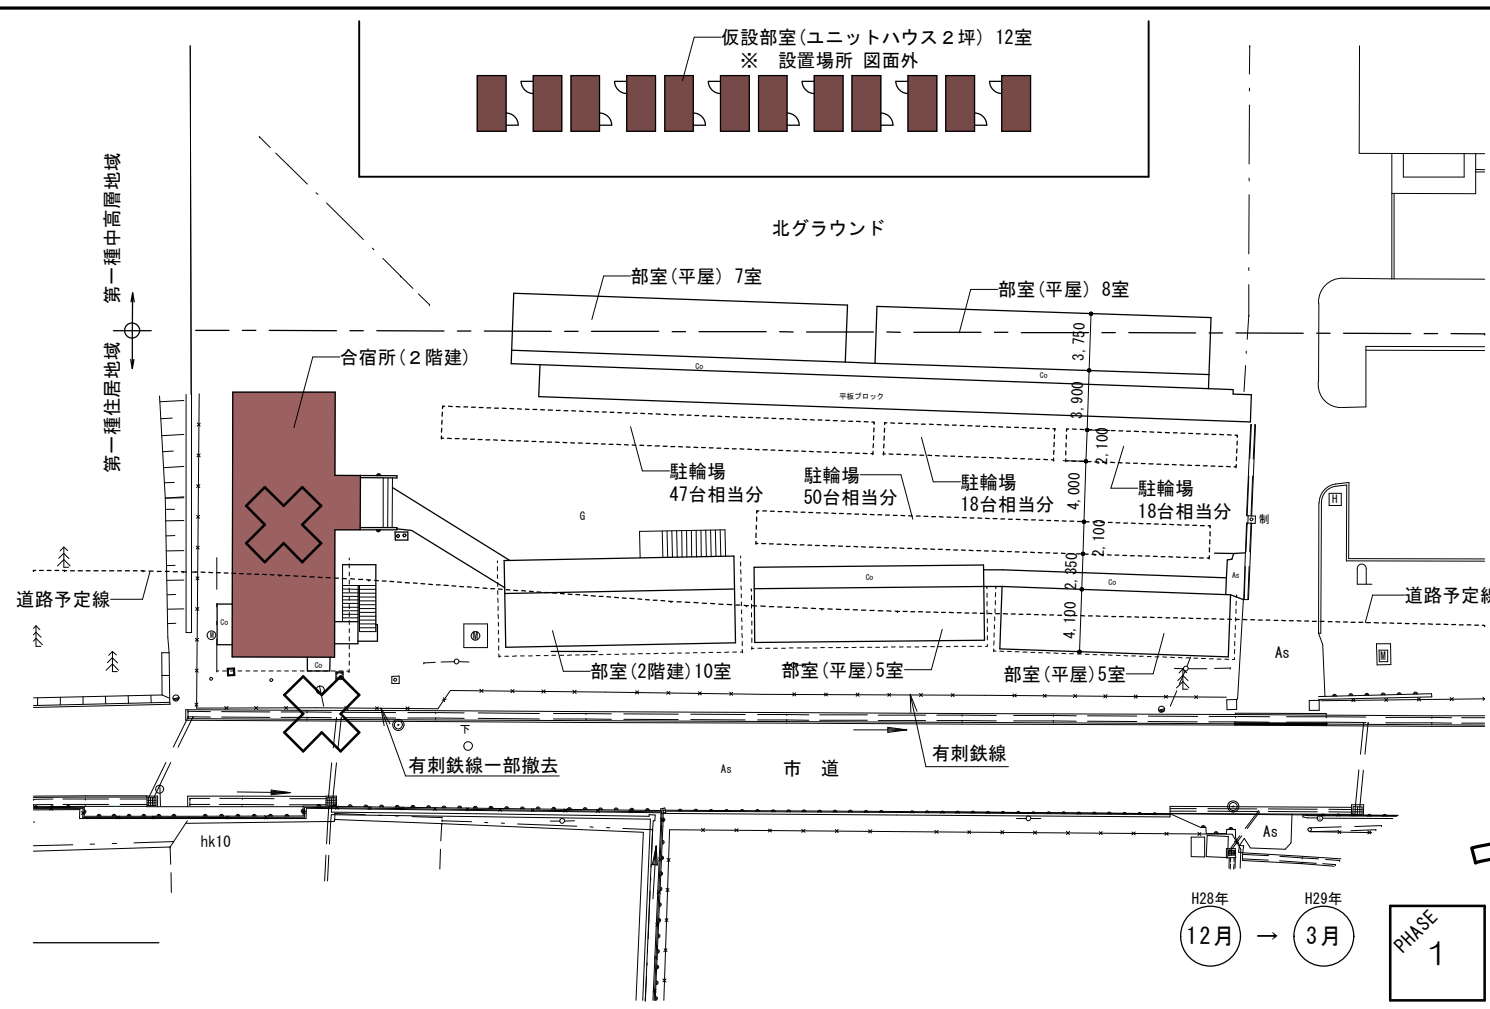 仮設部室(ユニットハウス２坪) 12室
※ 設置場所 図面外
第一種中高層地域
北グラウンド
部室(平屋) 7室
部室(平屋) 8室
合宿所(２階建)
第一種住居地域
3,750
Co
Co
平板ブロック
3,900
2,100
駐輪場
47台相当分
駐輪場
50台相当分
駐輪場
18台相当分
駐輪場
18台相当分
4,000
G
H
制
2,100
Co
2,350
Co
As
道路予定線
道路予定線
Co
M
M
4,100
Co
部室(2階建)10室
部室(平屋)5室
部室(平屋)5室
As
M
下
有刺鉄線一部撤去
有刺鉄線
As
市 道
hk10
As
H28年
12月
→
H29年
3月
PHASE
1